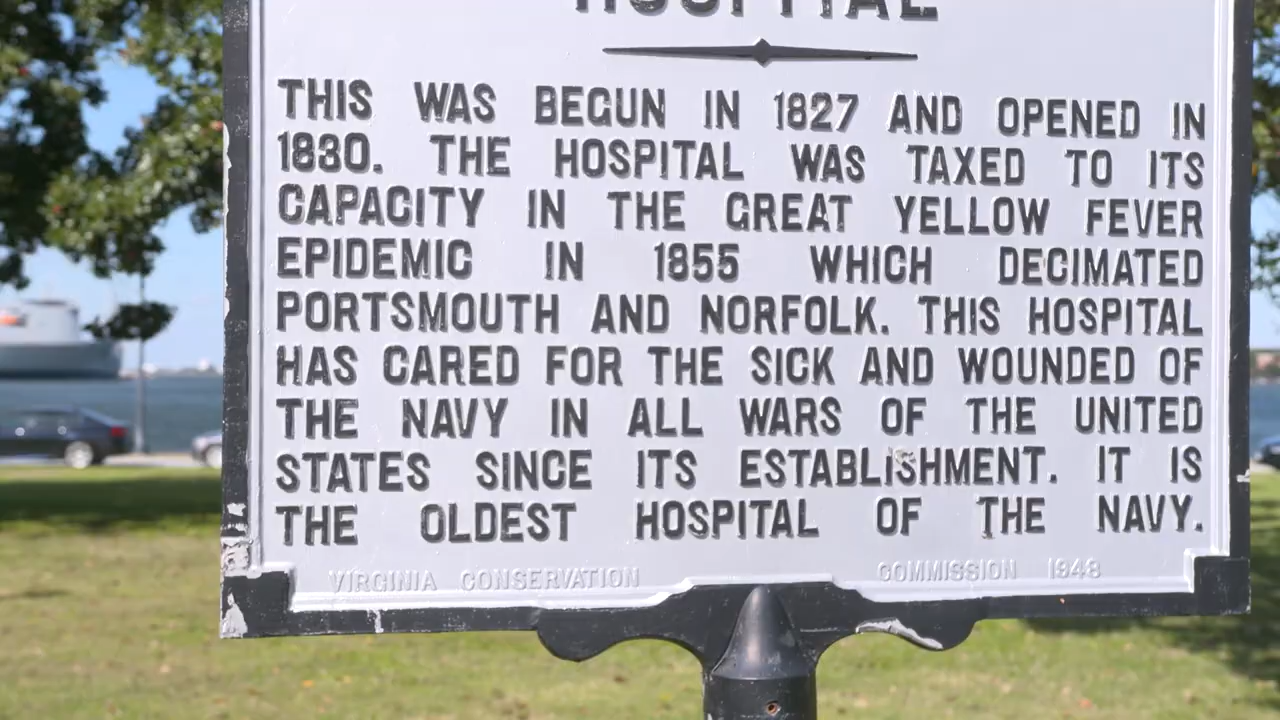 HOSPITAL
THIS WAS BEGUN IN 1827 AND OPENED IN
1830. THE HOSPITAL WAS TAXED TO ITS
CAPACITY IN THE GREAT YELLOW FEVER
EPIDEMIC IN 1855 WHICH DECIMATED
PORTSMOUTH AND NORFOLK. THIS HOSPITAL
HAS CARED FOR THE SICK AND WOUNDED OF
THE NAVY IN ALL WARS OF THE UNITED
STATES SINCE ITS ESTABLISHMENT. IT IS
THE OLDEST HOSPITAL OF THE NAVY.
VIRGINIA CONSERVATION COMMISSION 1948